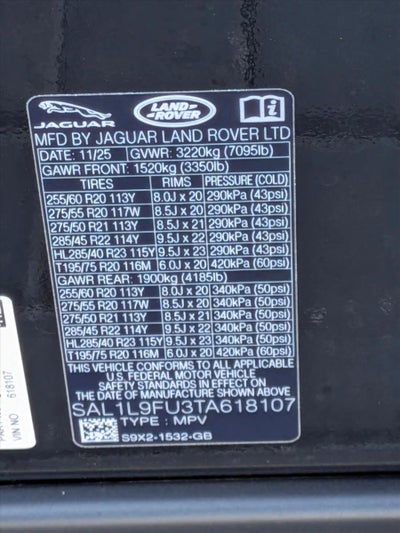 JAGUAR
LAND
ROVER
MFD BY JAGUAR LAND ROVER LTD
DATE: 11/25 GVWR: 3220kg (7095lb)
GAWR FRONT: 1520kg (3350lb)
TIRES RIMS PRESSURE (COLD)
255/60 R20 113Y 8.0J x 20 290kPa (43psi)
275/55 R20 117W 8.5J x 20 290kPa (43psi)
275/50 R21 113Y 8.5J x 21 290kPa (43psi)
285/45 R22 114Y 9.5J x 22 290kPa (43psi)
HL285/40 R23 115Y 9.5J x 23 290kPa (43psi)
T195/75 R20 116M 6.0J x 20 420kPa (60psi)
GAWR REAR: 1900kg (4185lb)
255/60 R20 113Y 8.0J x 20 340kPa (50psi)
275/55 R20 117W 8.5J x 20 340kPa (50psi)
275/50 R21 113Y 8.5J x 21 340kPa (50psi)
285/45 R22 114Y 9.5J x 22 340kPa (50psi)
HL285/40 R23 115Y 9.5J x 23 340kPa (50psi)
T195/75 R20 116M 6.0J x 20 420kPa (60psi)
THIS VEHICLE CONFORMS TO ALL APPLICABLE
U.S. FEDERAL MOTOR VEHICLE
SAFETY STANDARDS IN EFFECT ON
THE DATE OF MANUFACTURE SHOWN ABOVE
SAL1L9FU3TA618107
TYPE: MPV
S9X2-1532-GB
VIN NO 618107